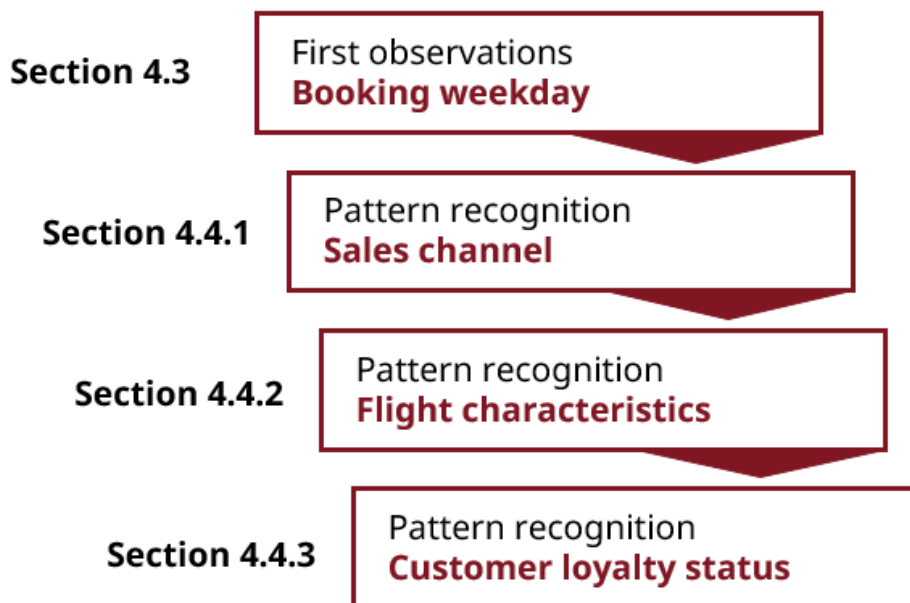 Section 4.3
First observations
Booking weekday
Section 4.4.1
Pattern recognition
Sales channel
Section 4.4.2
Pattern recognition
Flight characteristics
Section 4.4.3
Pattern recognition
Customer loyalty status